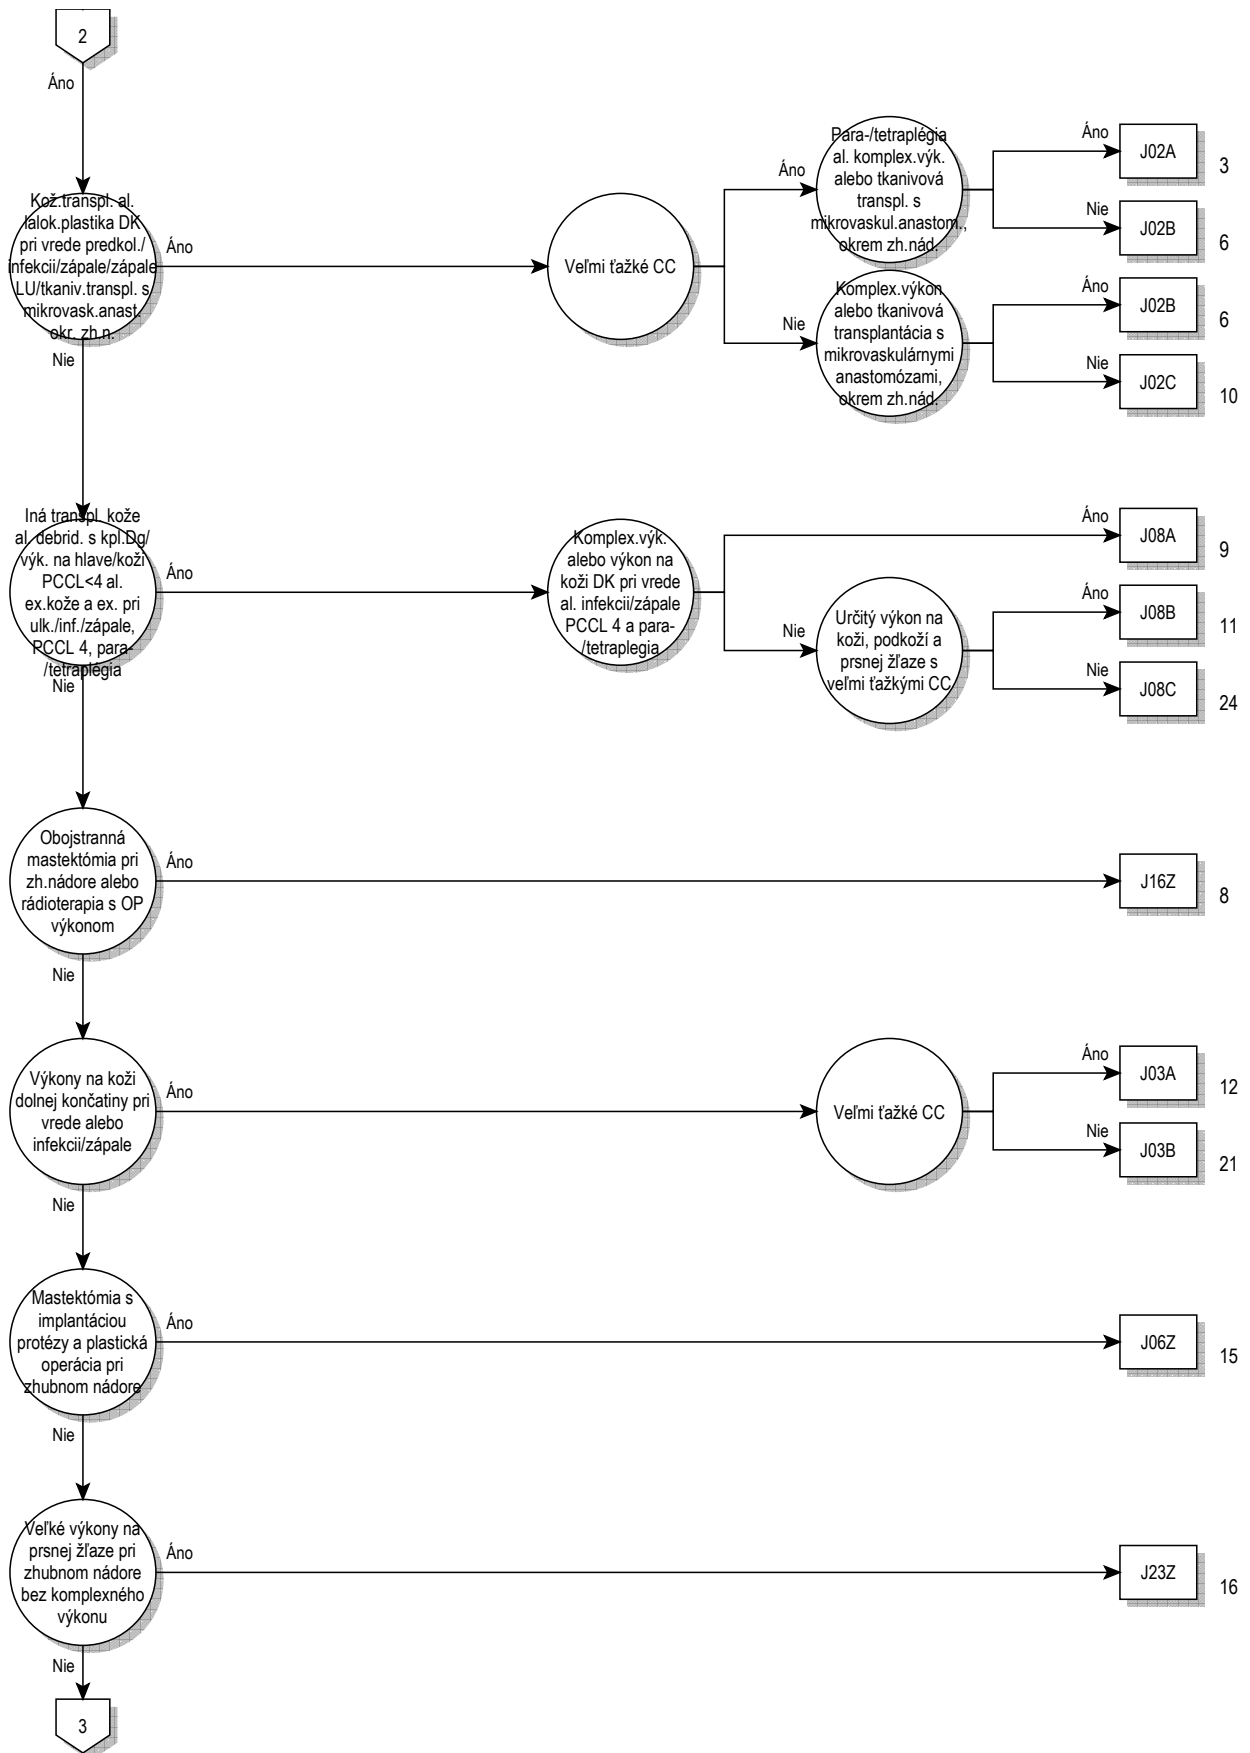 2
Áno
Kož.transpl. al.
lalok.plastika DK
pri vrede predkol./
infekcii/zápale/zápale
LU/tkaniv.transpl. s
mikrovask.anast.
okr. zh.n.
Áno
Nie
Veľmi ťažké CC
Áno
Nie
Para-/tetraplégia
al. komplex.výk.
alebo tkanivová
transpl. s
mikrovaskul.anastom.,
okrem zh.nád.
Áno
J02A
3
Nie
J02B
6
Komplex.výkon
alebo tkanivová
transplantácia s
mikrovaskulárnymi
anastomózami,
okrem zh.nád.
Áno
J02B
6
Nie
J02C
10
Iná transpl. kože
al. debrid. s kpl.Dg/
výk. na hlave/koži
PCCL<4 al.
ex.kože a ex. pri
ulk./inf./zápale,
PCCL 4, para-
/tetraplégia
Áno
Nie
Komplex.výk.
alebo výkon na
koži DK pri vrede
al. infekcii/zápale
PCCL 4 a para-
/tetraplegia
Áno
J08A
9
Nie
Určitý výkon na
koži, podkoží a
prsnej žľaze s
veľmi ťažkými CC
Áno
J08B
11
Nie
J08C
24
Obojstranná
mastektómia pri
zh.nádore alebo
rádioterapia s OP
výkonom
Áno
J16Z
8
Nie
Výkony na koži
dolnej končatiny pri
vrede alebo
infekcii/zápale
Áno
Veľmi ťažké CC
Áno
J03A
12
Nie
J03B
21
Nie
Mastektómia s
implantáciou
protézy a plastická
operácia pri
zhubnom nádore
Áno
J06Z
15
Nie
Veľké výkony na
prsnej žľaze pri
zhubnom nádore
bez komplexného
výkonu
Áno
J23Z
16
Nie
3